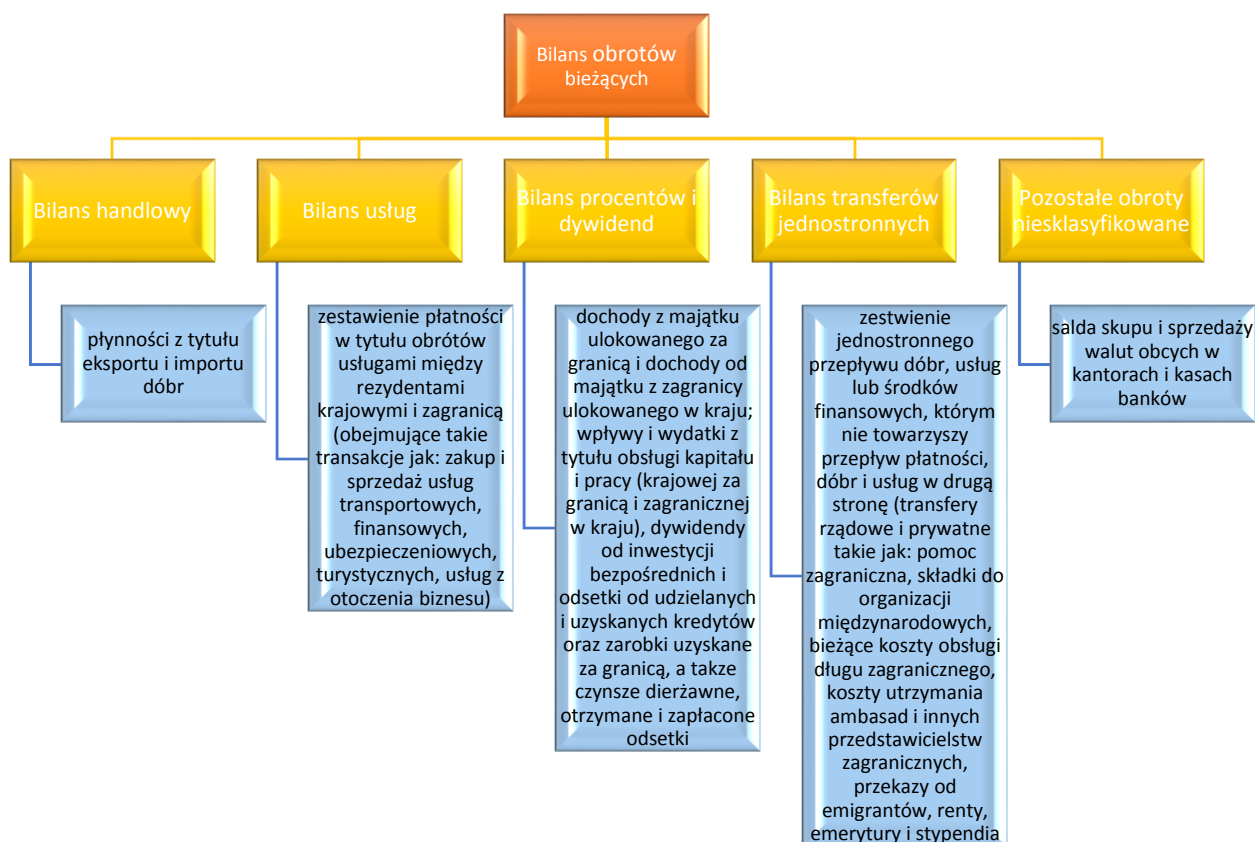 Bilans obrotów
bieżących
Bilans handlowy
Bilans usług
Bilans procentów i
dywidend
Bilans transferów
jednostronnych
Pozostałe obroty
niesklasyfikowane
płynności z tytułu
eksportu i importu
dóbr
zestawienie płatności
w tytułu obrótów
usługami między
rezydentami
krajowymi i zagranicą
(obejmujące takie
transakcje jak: zakup i
sprzedaż usług
transportowych,
finansowych,
ubezpieczeniowych,
turystycznych, usług z
otoczenia biznesu)
dochody z majątku
ulokowanego za
granicą i dochody od
majątku z zagranicy
ulokowanego w kraju;
wpływy i wydatki z
tytułu obsługi kapitału
i pracy (krajowej za
granicą i zagranicznej
w kraju), dywidendy
od inwestycji
bezpośrednich i
odsetki od udzielanych
i uzyskanych kredytów
oraz zarobki uzyskane
za granicą, a takze
czynsze dierżawne,
otrzymane i zapłacone
odsetki
zestwienie
jednostronnego
przepływu dóbr, usług
lub środków
finansowych, którym
nie towarzyszy
przepływ płatności,
dóbr i usług w drugą
stronę (transfery
rządowe i prywatne
takie jak: pomoc
zagraniczna, składki do
organizacji
międzynarodowych,
bieżące koszty obsługi
długu zagranicznego,
koszty utrzymania
ambasad i innych
przedstawicielstw
zagranicznych,
przekazy od
emigrantów, renty,
emerytury i stypendia
salda skupu i sprzedaży
walut obcych w
kantorach i kasach
banków